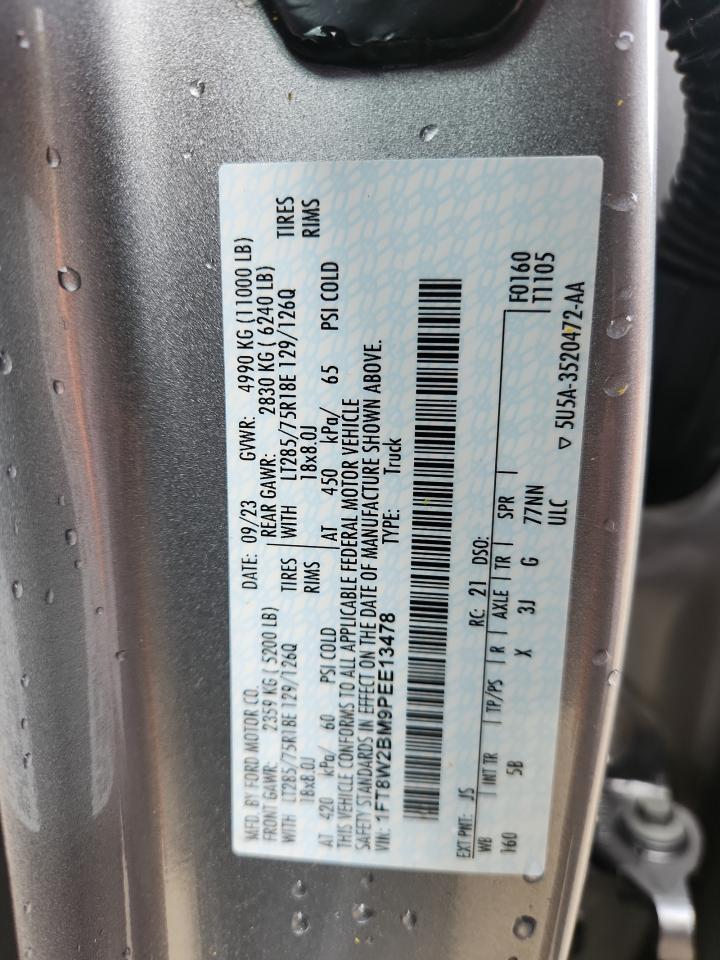 MFD. BY FORD MOTOR CO.
DATE: 09/23 GVWR: 4990 KG (11000 LB)
FRONT GAWR: 2359 KG ( 5200 LB) REAR GAWR: 2830 KG ( 6240 LB)
WITH LT285/75R18E 129/126Q TIRES WITH LT285/75R18E 129/126Q TIRES
18x8.0J RIMS 18x8.0J RIMS
AT 420 kPa/ 60 PSI COLD AT 450 kPa/ 65 PSI COLD
THIS VEHICLE CONFORMS TO ALL APPLICABLE FEDERAL MOTOR VEHICLE
SAFETY STANDARDS IN EFFECT ON THE DATE OF MANUFACTURE SHOWN ABOVE.
VIN: 1FT8W2BM9PEE13478 TYPE: Truck
EXT PNT: JS RC: 21 DSO:
WB INT TR TP/PS R AXLE TR SPR F0160
160 5B X 3J G 77NN T1105
ULC
▽ 5U5A-3520472-AA